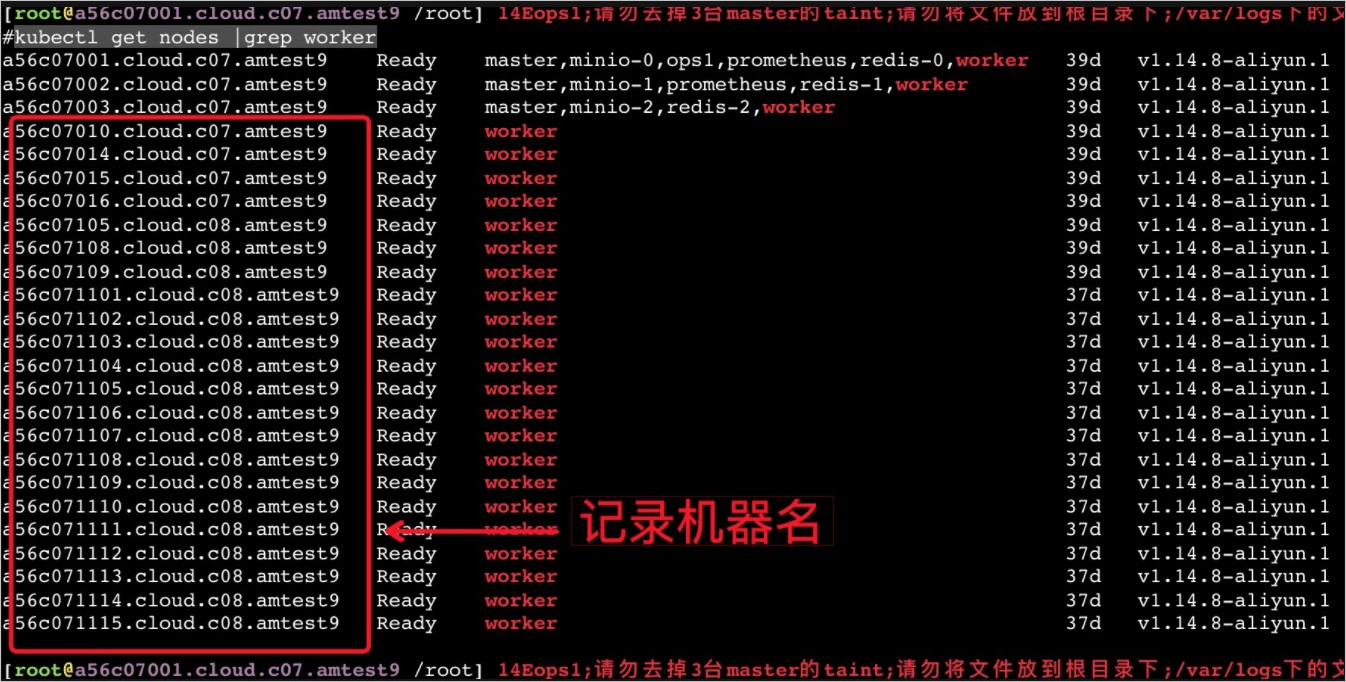 [root@a56c07001.cloud.c07.amtest9 /root] 14Eops1;请勿去掉3台master的taint;请勿将文件放到根目录下;/var/logs下的文
#kubectl get nodes |grep worker
a56c07001.cloud.c07.amtest9 Ready master,minio-0,ops1,prometheus,redis-0,worker 39d v1.14.8-aliyun.1
a56c07002.cloud.c07.amtest9 Ready master,minio-1,prometheus,redis-1,worker 39d v1.14.8-aliyun.1
a56c07003.cloud.c07.amtest9 Ready master,minio-2,redis-2,worker 39d v1.14.8-aliyun.1
a56c07010.cloud.c07.amtest9 Ready worker 39d v1.14.8-aliyun.1
a56c07014.cloud.c07.amtest9 Ready worker 39d v1.14.8-aliyun.1
a56c07015.cloud.c07.amtest9 Ready worker 39d v1.14.8-aliyun.1
a56c07016.cloud.c07.amtest9 Ready worker 39d v1.14.8-aliyun.1
a56c07105.cloud.c08.amtest9 Ready worker 39d v1.14.8-aliyun.1
a56c07108.cloud.c08.amtest9 Ready worker 39d v1.14.8-aliyun.1
a56c07109.cloud.c08.amtest9 Ready worker 39d v1.14.8-aliyun.1
a56c071101.cloud.c08.amtest9 Ready worker 37d v1.14.8-aliyun.1
a56c071102.cloud.c08.amtest9 Ready worker 37d v1.14.8-aliyun.1
a56c071103.cloud.c08.amtest9 Ready worker 37d v1.14.8-aliyun.1
a56c071104.cloud.c08.amtest9 Ready worker 37d v1.14.8-aliyun.1
a56c071105.cloud.c08.amtest9 Ready worker 37d v1.14.8-aliyun.1
a56c071106.cloud.c08.amtest9 Ready worker 37d v1.14.8-aliyun.1
a56c071107.cloud.c08.amtest9 Ready worker 37d v1.14.8-aliyun.1
a56c071108.cloud.c08.amtest9 Ready worker 37d v1.14.8-aliyun.1
a56c071109.cloud.c08.amtest9 Ready worker 37d v1.14.8-aliyun.1
a56c071110.cloud.c08.amtest9 Ready worker 37d v1.14.8-aliyun.1
a56c071111.cloud.c08.amtest9 Ready worker 37d v1.14.8-aliyun.1
记录机器名
a56c071112.cloud.c08.amtest9 Ready worker 37d v1.14.8-aliyun.1
a56c071113.cloud.c08.amtest9 Ready worker 37d v1.14.8-aliyun.1
a56c071114.cloud.c08.amtest9 Ready worker 37d v1.14.8-aliyun.1
a56c071115.cloud.c08.amtest9 Ready worker 37d v1.14.8-aliyun.1
[root@a56c07001.cloud.c07.amtest9 /root] 14Eops1;请勿去掉3台master的taint;请勿将文件放到根目录下;/var/logs下的文